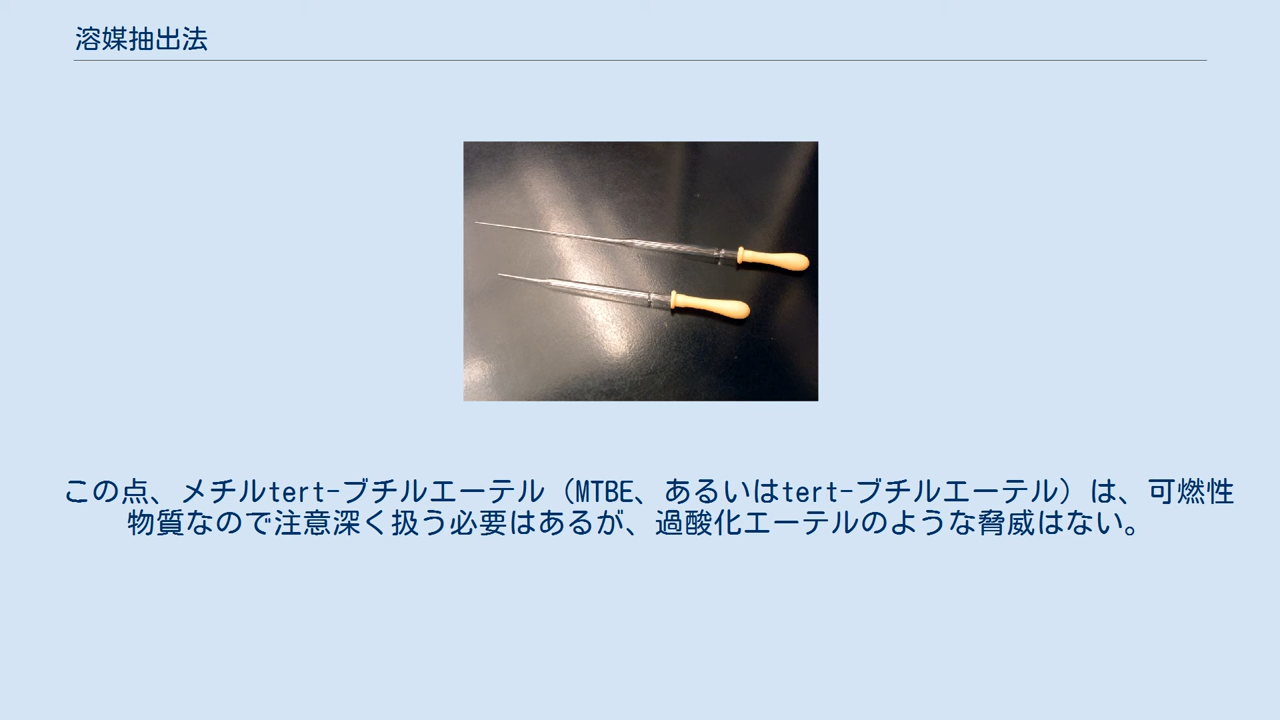 溶媒抽出法
この点、メチルtert-ブチルエーテル（MTBE、あるいはtert-ブチルエーテル）は、可燃性
物質なので注意深く扱う必要はあるが、過酸化エーテルのような脅威はない。